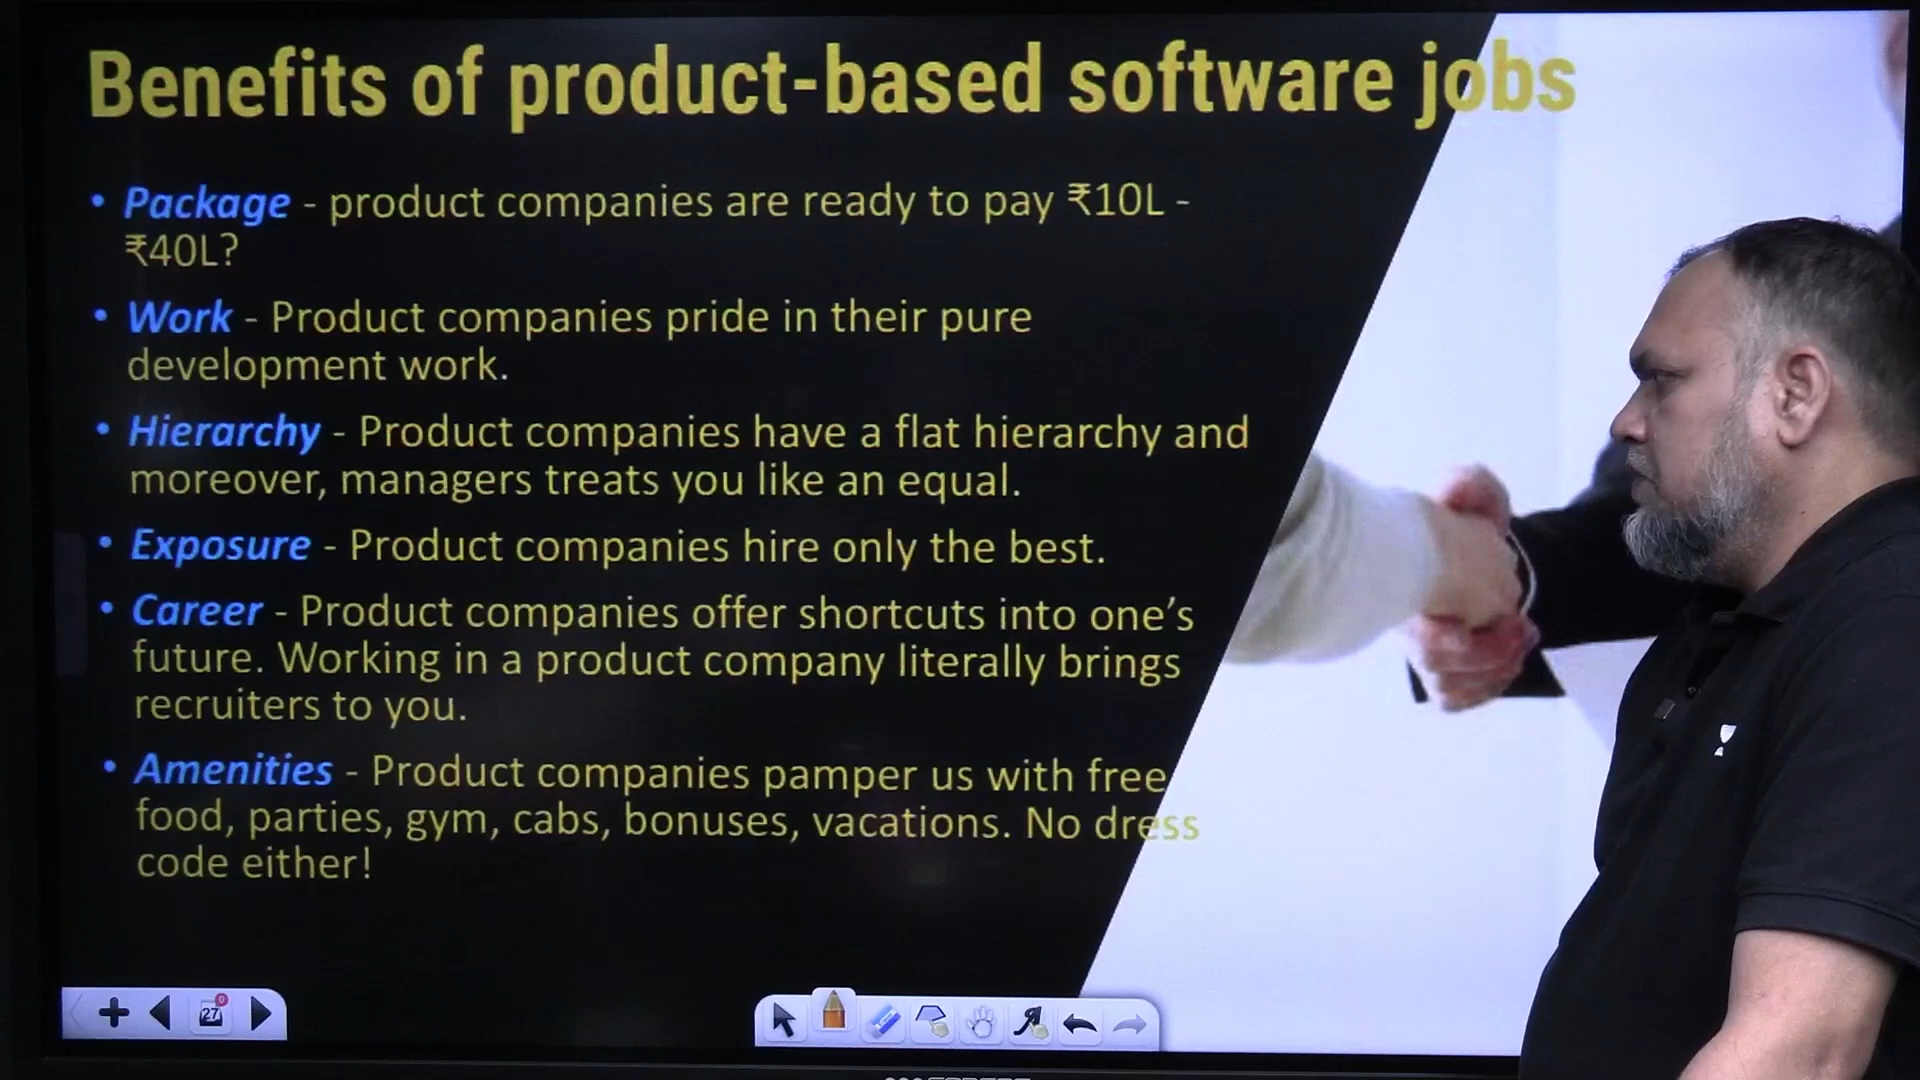 Benefits of product-based software jobs
• Package - product companies are ready to pay ₹10L -
₹40L?
• Work - Product companies pride in their pure
development work.
• Hierarchy - Product companies have a flat hierarchy and
moreover, managers treats you like an equal.
• Exposure - Product companies hire only the best.
• Career - Product companies offer shortcuts into one’s
future. Working in a product company literally brings
recruiters to you.
• Amenities - Product companies pamper us with free
food, parties, gym, cabs, bonuses, vacations. No dress
code either!
0
27